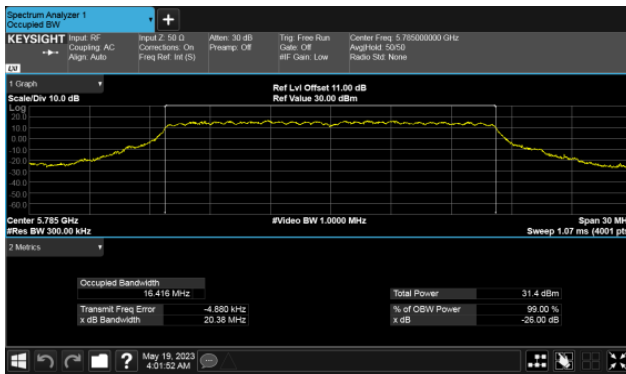 Spectrum Analyzer 1
Occupied BW
KEYSIGHT Input: RF Input Z: 50 Ω Atten: 30 dB Trig: Free Run Center Freq: 5.785000000 GHz
Coupling: AC Corrections: On Preamp: Off Gate: Off Avg|Hold: 50/50
Align: Auto Freq Ref: Int (S) #IF Gain: Low Radio Std: None
LXI
1 Graph Ref Lvl Offset 11.00 dB
Scale/Div 10.0 dB Ref Value 30.00 dBm
Log
20.0
10.0
0.00
-10.0
-20.0
-30.0
-40.0
-50.0
-60.0
Center 5.785 GHz #Video BW 1.0000 MHz Span 30 MH
#Res BW 300.00 kHz Sweep 1.07 ms (4001 pts
2 Metrics
Occupied Bandwidth
16.416 MHz Total Power 31.4 dBm
Transmit Freq Error -4.880 kHz % of OBW Power 99.00 %
x dB Bandwidth 20.38 MHz x dB -26.00 dB
? May 19, 2023
4:01:52 AM